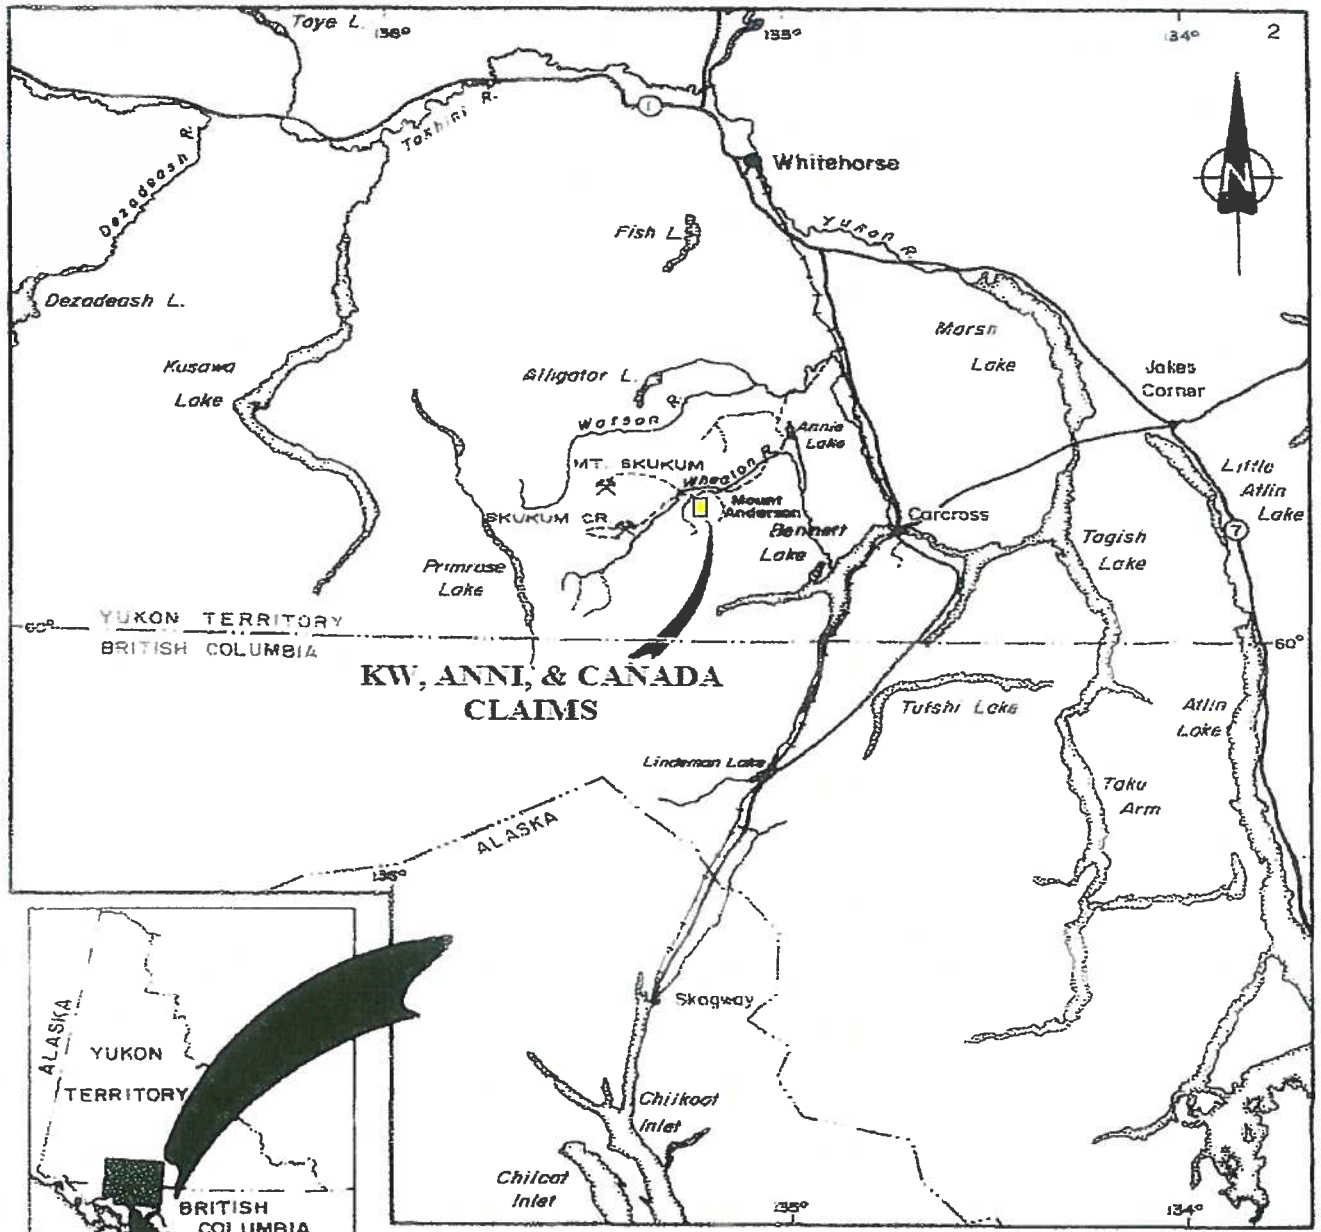 Taye L.
136°
135°
134°
2
Takhini R.
1
Dezadeash R.
Whitehorse
Fish L.
Yukon R.
N
Dezadeash L.
Marsh
Lake
Kusawa
Lake
Alligator L.
Jakes
Corner
Watson R.
Annie
Lake
MT. SKUKUM
Wheaton R.
Little
Atlin
Lake
Mount
Anderson
SKUKUM CR.
Carcross
7
Bennett
Lake
Tagish
Lake
Primrose
Lake
60°
YUKON TERRITORY
BRITISH COLUMBIA
60°
KW, ANNI, & CANADA
CLAIMS
Tutshi Lake
Atlin
Lake
Lindeman Lake
Taku
Arm
ALASKA
136°
Skagway
ALASKA
YUKON
TERRITORY
Chilkoot
Inlet
Chilcat
Inlet
BRITISH
COLUMBIA
135°
134°